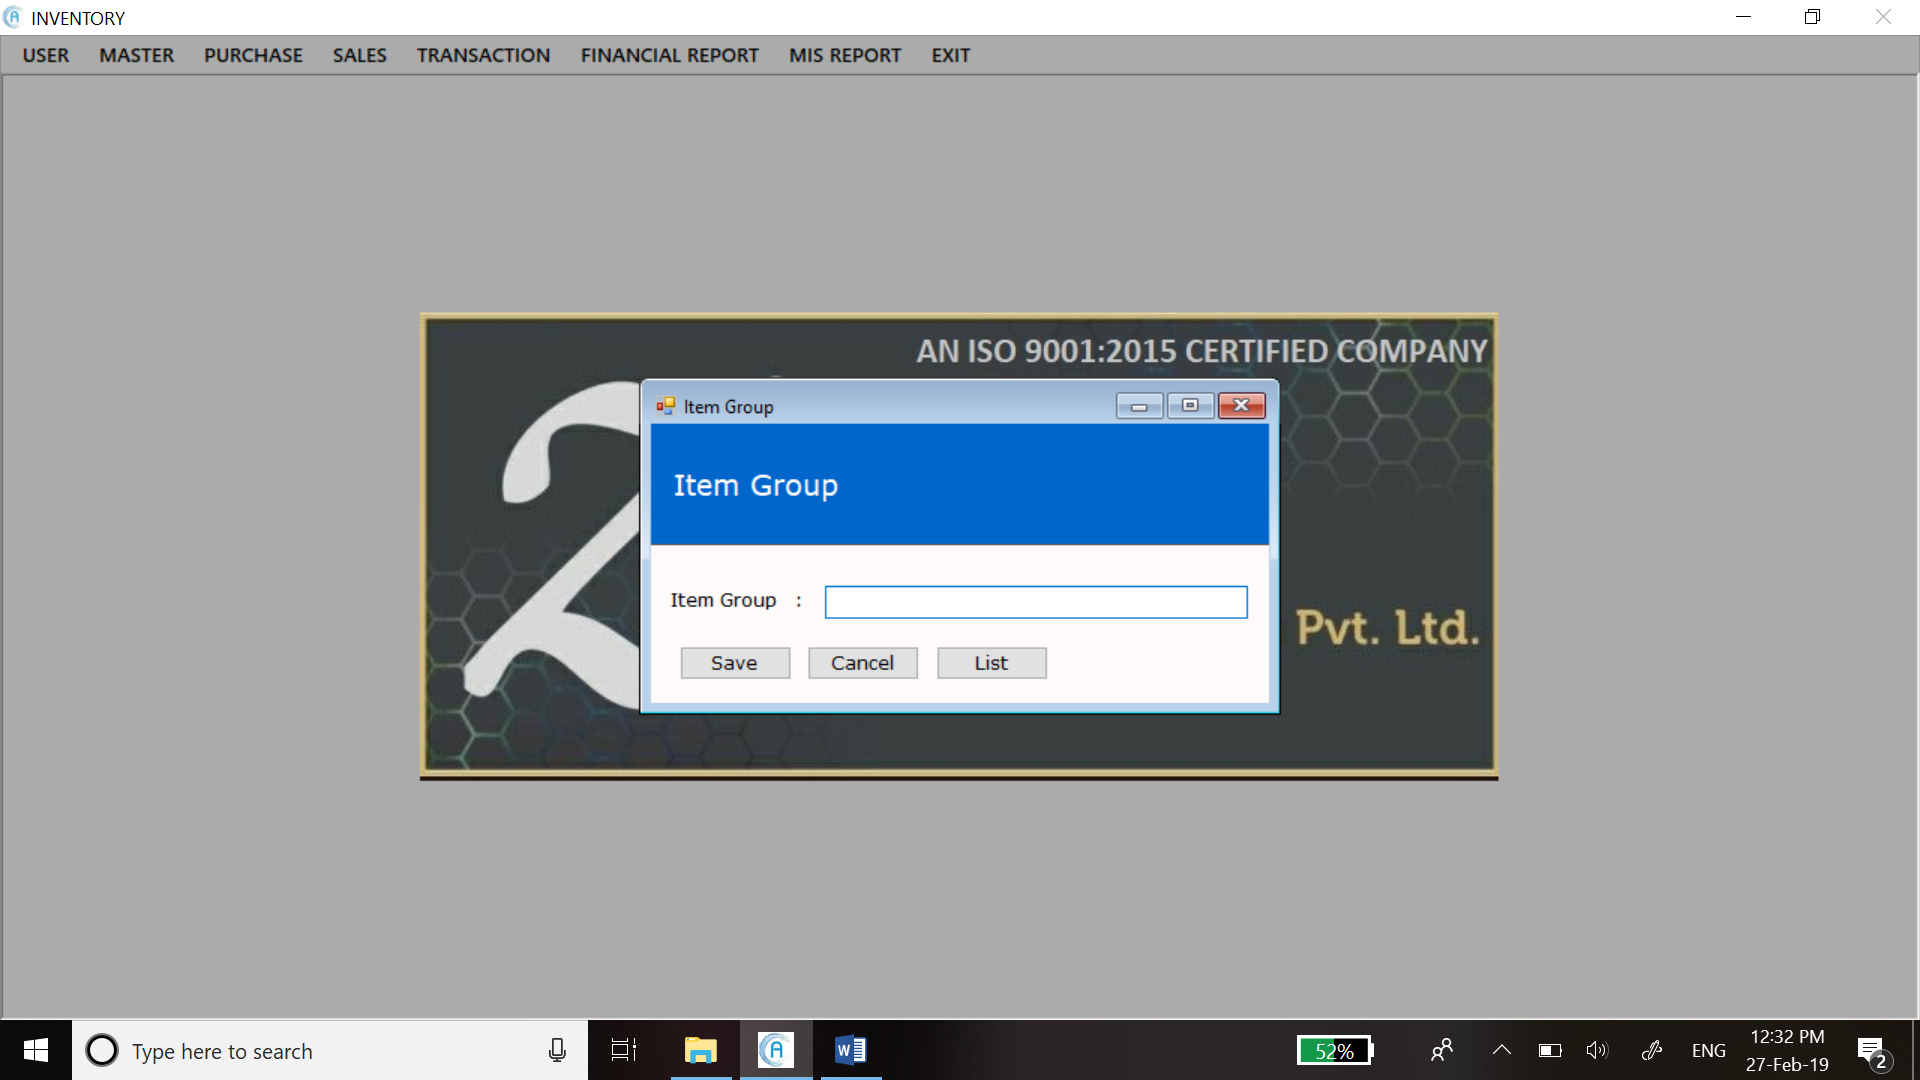 INVENTORY
USER MASTER PURCHASE SALES TRANSACTION FINANCIAL REPORT MIS REPORT EXIT
AN ISO 9001:2015 CERTIFIED COMPANY
Item Group
Item Group
Item Group :
Pvt. Ltd.
Save Cancel List
Type here to search
52%
ENG
12:32 PM
27-Feb-19
2